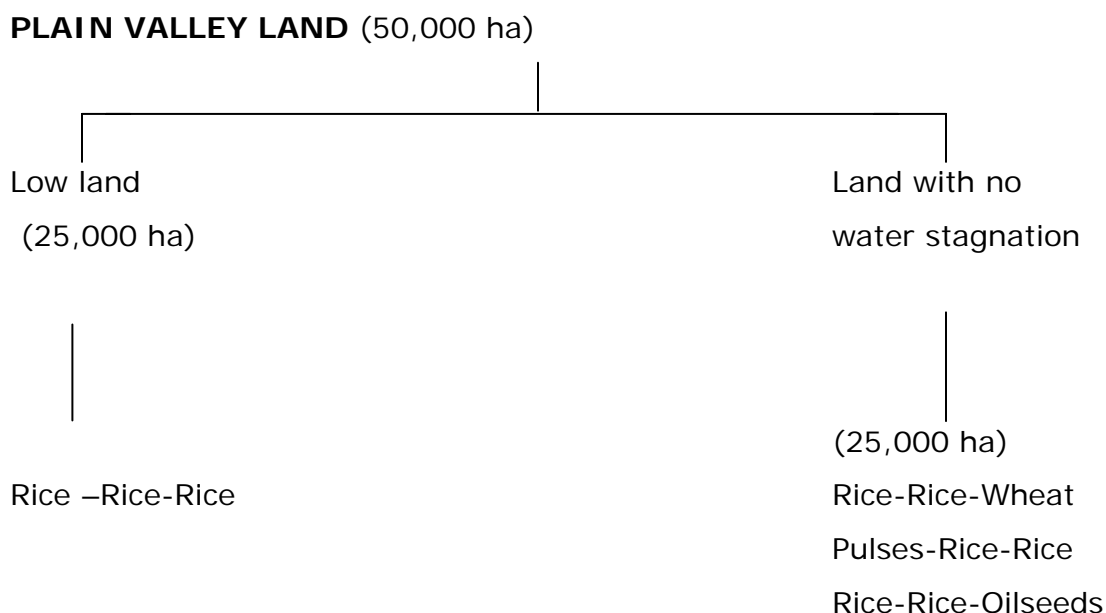 PLAIN VALLEY LAND (50,000 ha)
Low land
(25,000 ha)
Rice –Rice-Rice
Land with no
water stagnation
(25,000 ha)
Rice-Rice-Wheat
Pulses-Rice-Rice
Rice-Rice-Oilseeds